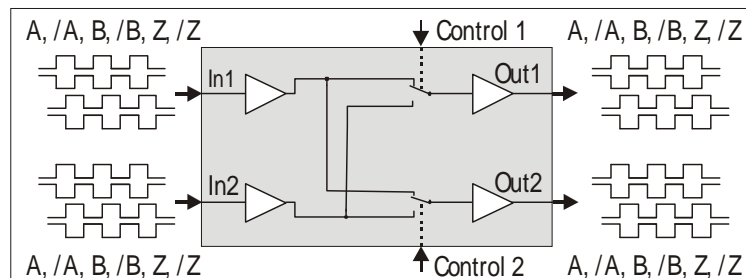 A, /A, B, /B, Z, /Z
Control 1
A, /A, B, /B, Z, /Z
In1
Out1
In2
Out2
A, /A, B, /B, Z, /Z
Control 2
A, /A, B, /B, Z, /Z